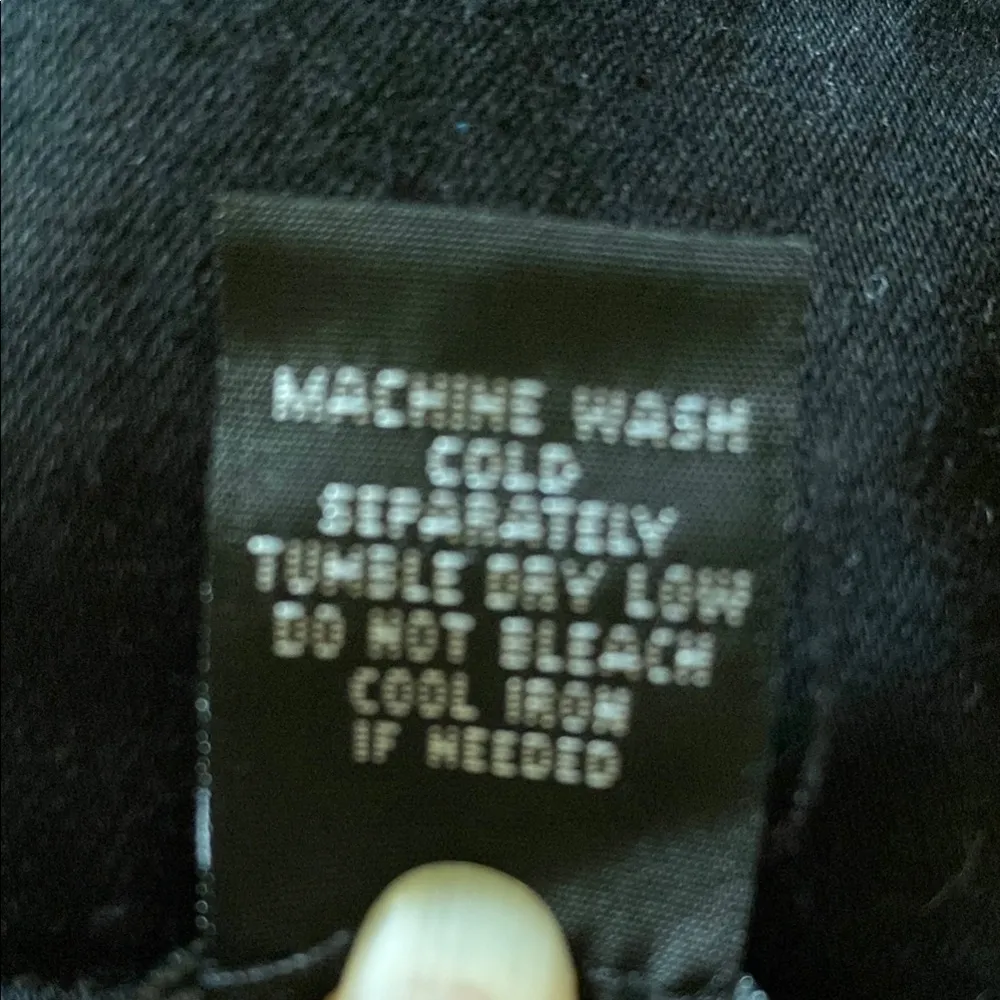 MACHINE WASH
COLD
SEPARATELY
TUMBLE DRY LOW
DO NOT BLEACH
COOL IRON
IF NEEDED